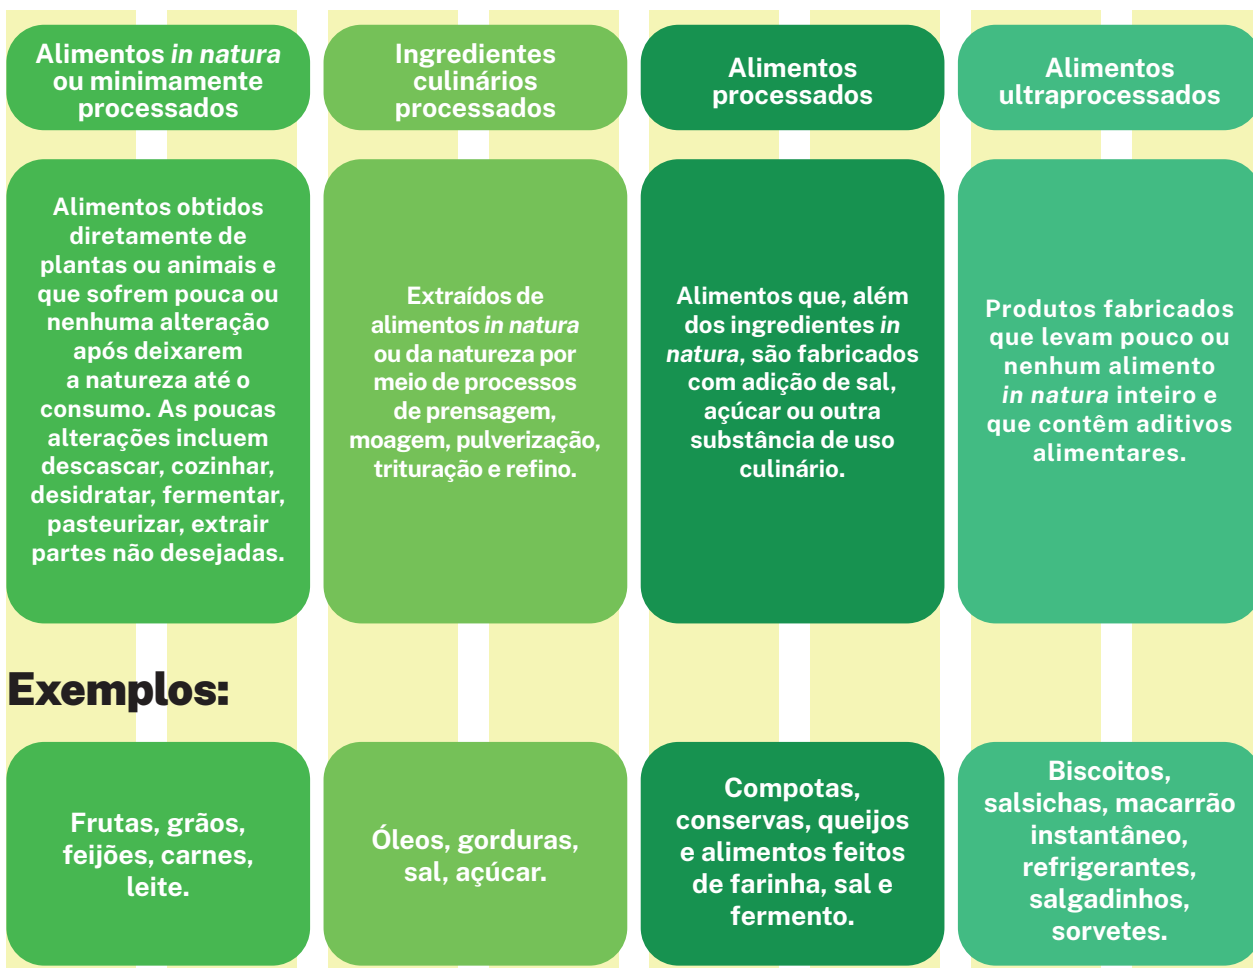 Alimentos in natura
ou minimamente
processados
Ingredientes
culinários
processados
Alimentos
processados
Alimentos
ultraprocessados
Alimentos obtidos
diretamente de
plantas ou animais e
que sofrem pouca ou
nenhuma alteração
após deixarem
a natureza até o
consumo. As poucas
alterações incluem
descascar, cozinhar,
desidratar, fermentar,
pasteurizar, extrair
partes não desejadas.
Extraídos de
alimentos in natura
ou da natureza por
meio de processos
de prensagem,
moagem, pulverização,
trituração e refino.
Alimentos que, além
dos ingredientes in
natura, são fabricados
com adição de sal,
açúcar ou outra
substância de uso
culinário.
Produtos fabricados
que levam pouco ou
nenhum alimento
in natura inteiro e
que contêm aditivos
alimentares.
Exemplos:
Frutas, grãos,
feijões, carnes,
leite.
Óleos, gorduras,
sal, açúcar.
Compotas,
conservas, queijos
e alimentos feitos
de farinha, sal e
fermento.
Biscoitos,
salsichas, macarrão
instantâneo,
refrigerantes,
salgadinhos,
sorvetes.